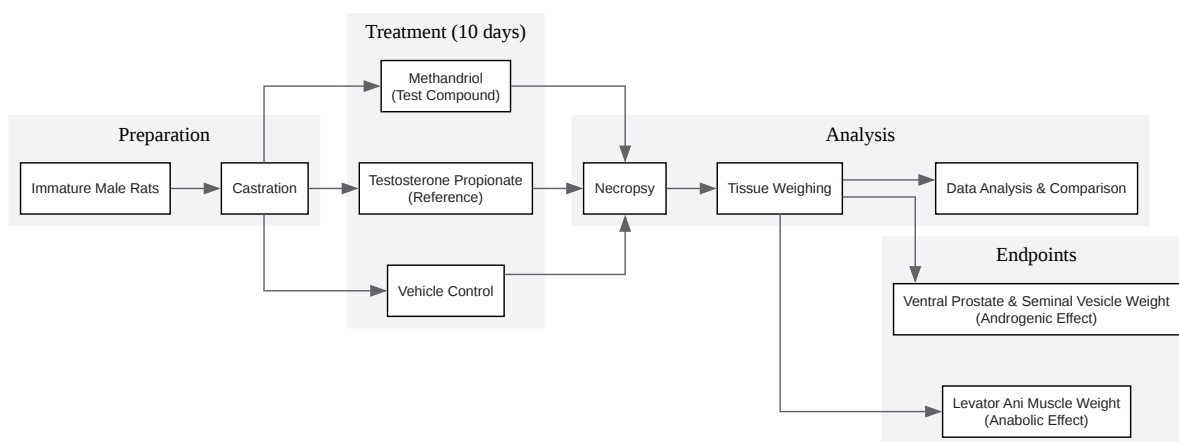 Treatment (10 days)
Methandriol
(Test Compound)
Preparation
Analysis
Immature Male Rats
Castration
Testosterone Propionate
(Reference)
Necropsy
Tissue Weighing
Data Analysis & Comparison
Vehicle Control
Endpoints
Ventral Prostate & Seminal Vesicle Weight
(Androgenic Effect)
Levator Ani Muscle Weight
(Anabolic Effect)